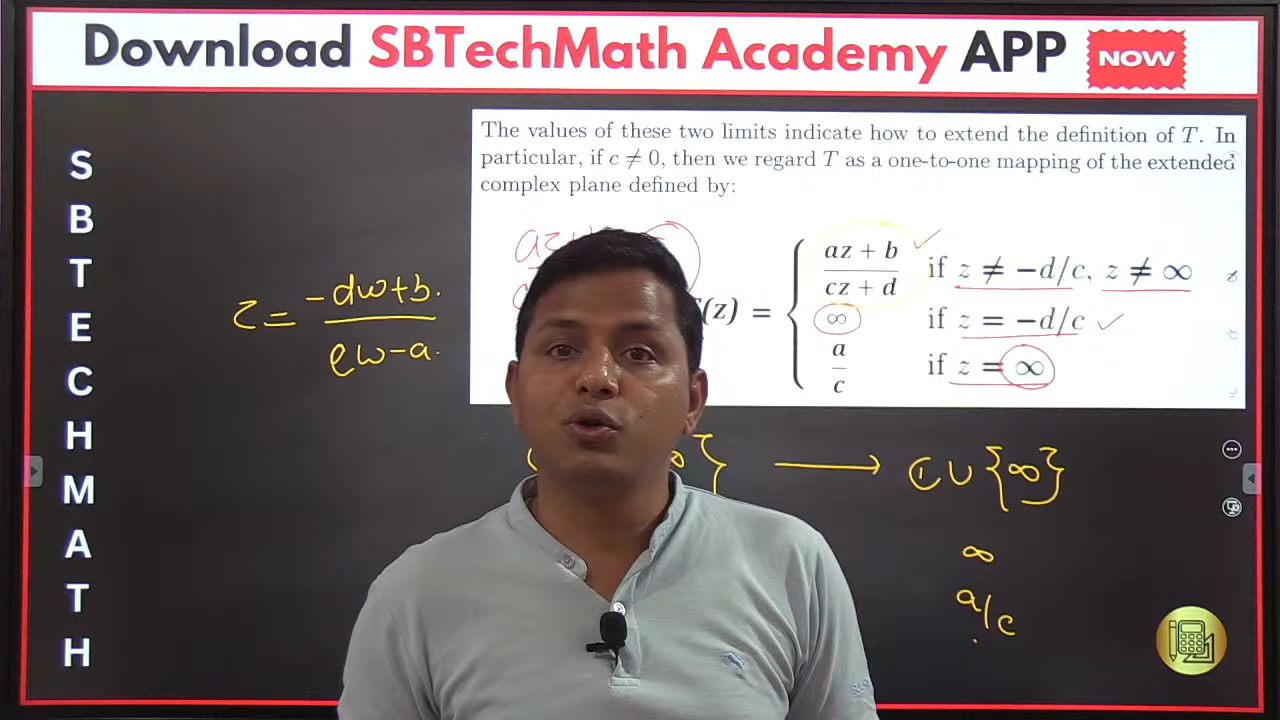 Download SBTechMath Academy APP NOW
S
B
T
E
C
H
M
A
T
H
The values of these two limits indicate how to extend the definition of T. In
particular, if c ≠ 0, then we regard T as a one-to-one mapping of the extended
complex plane defined by:
az
(z) =
az + b
cz + d
if z ≠ −d/c, z ≠ ∞
∞ if z = −d/c
a
c
if z = ∞
z = −dw+b
cw−a
∞} → ℂ∪{∞}
∞
a/c